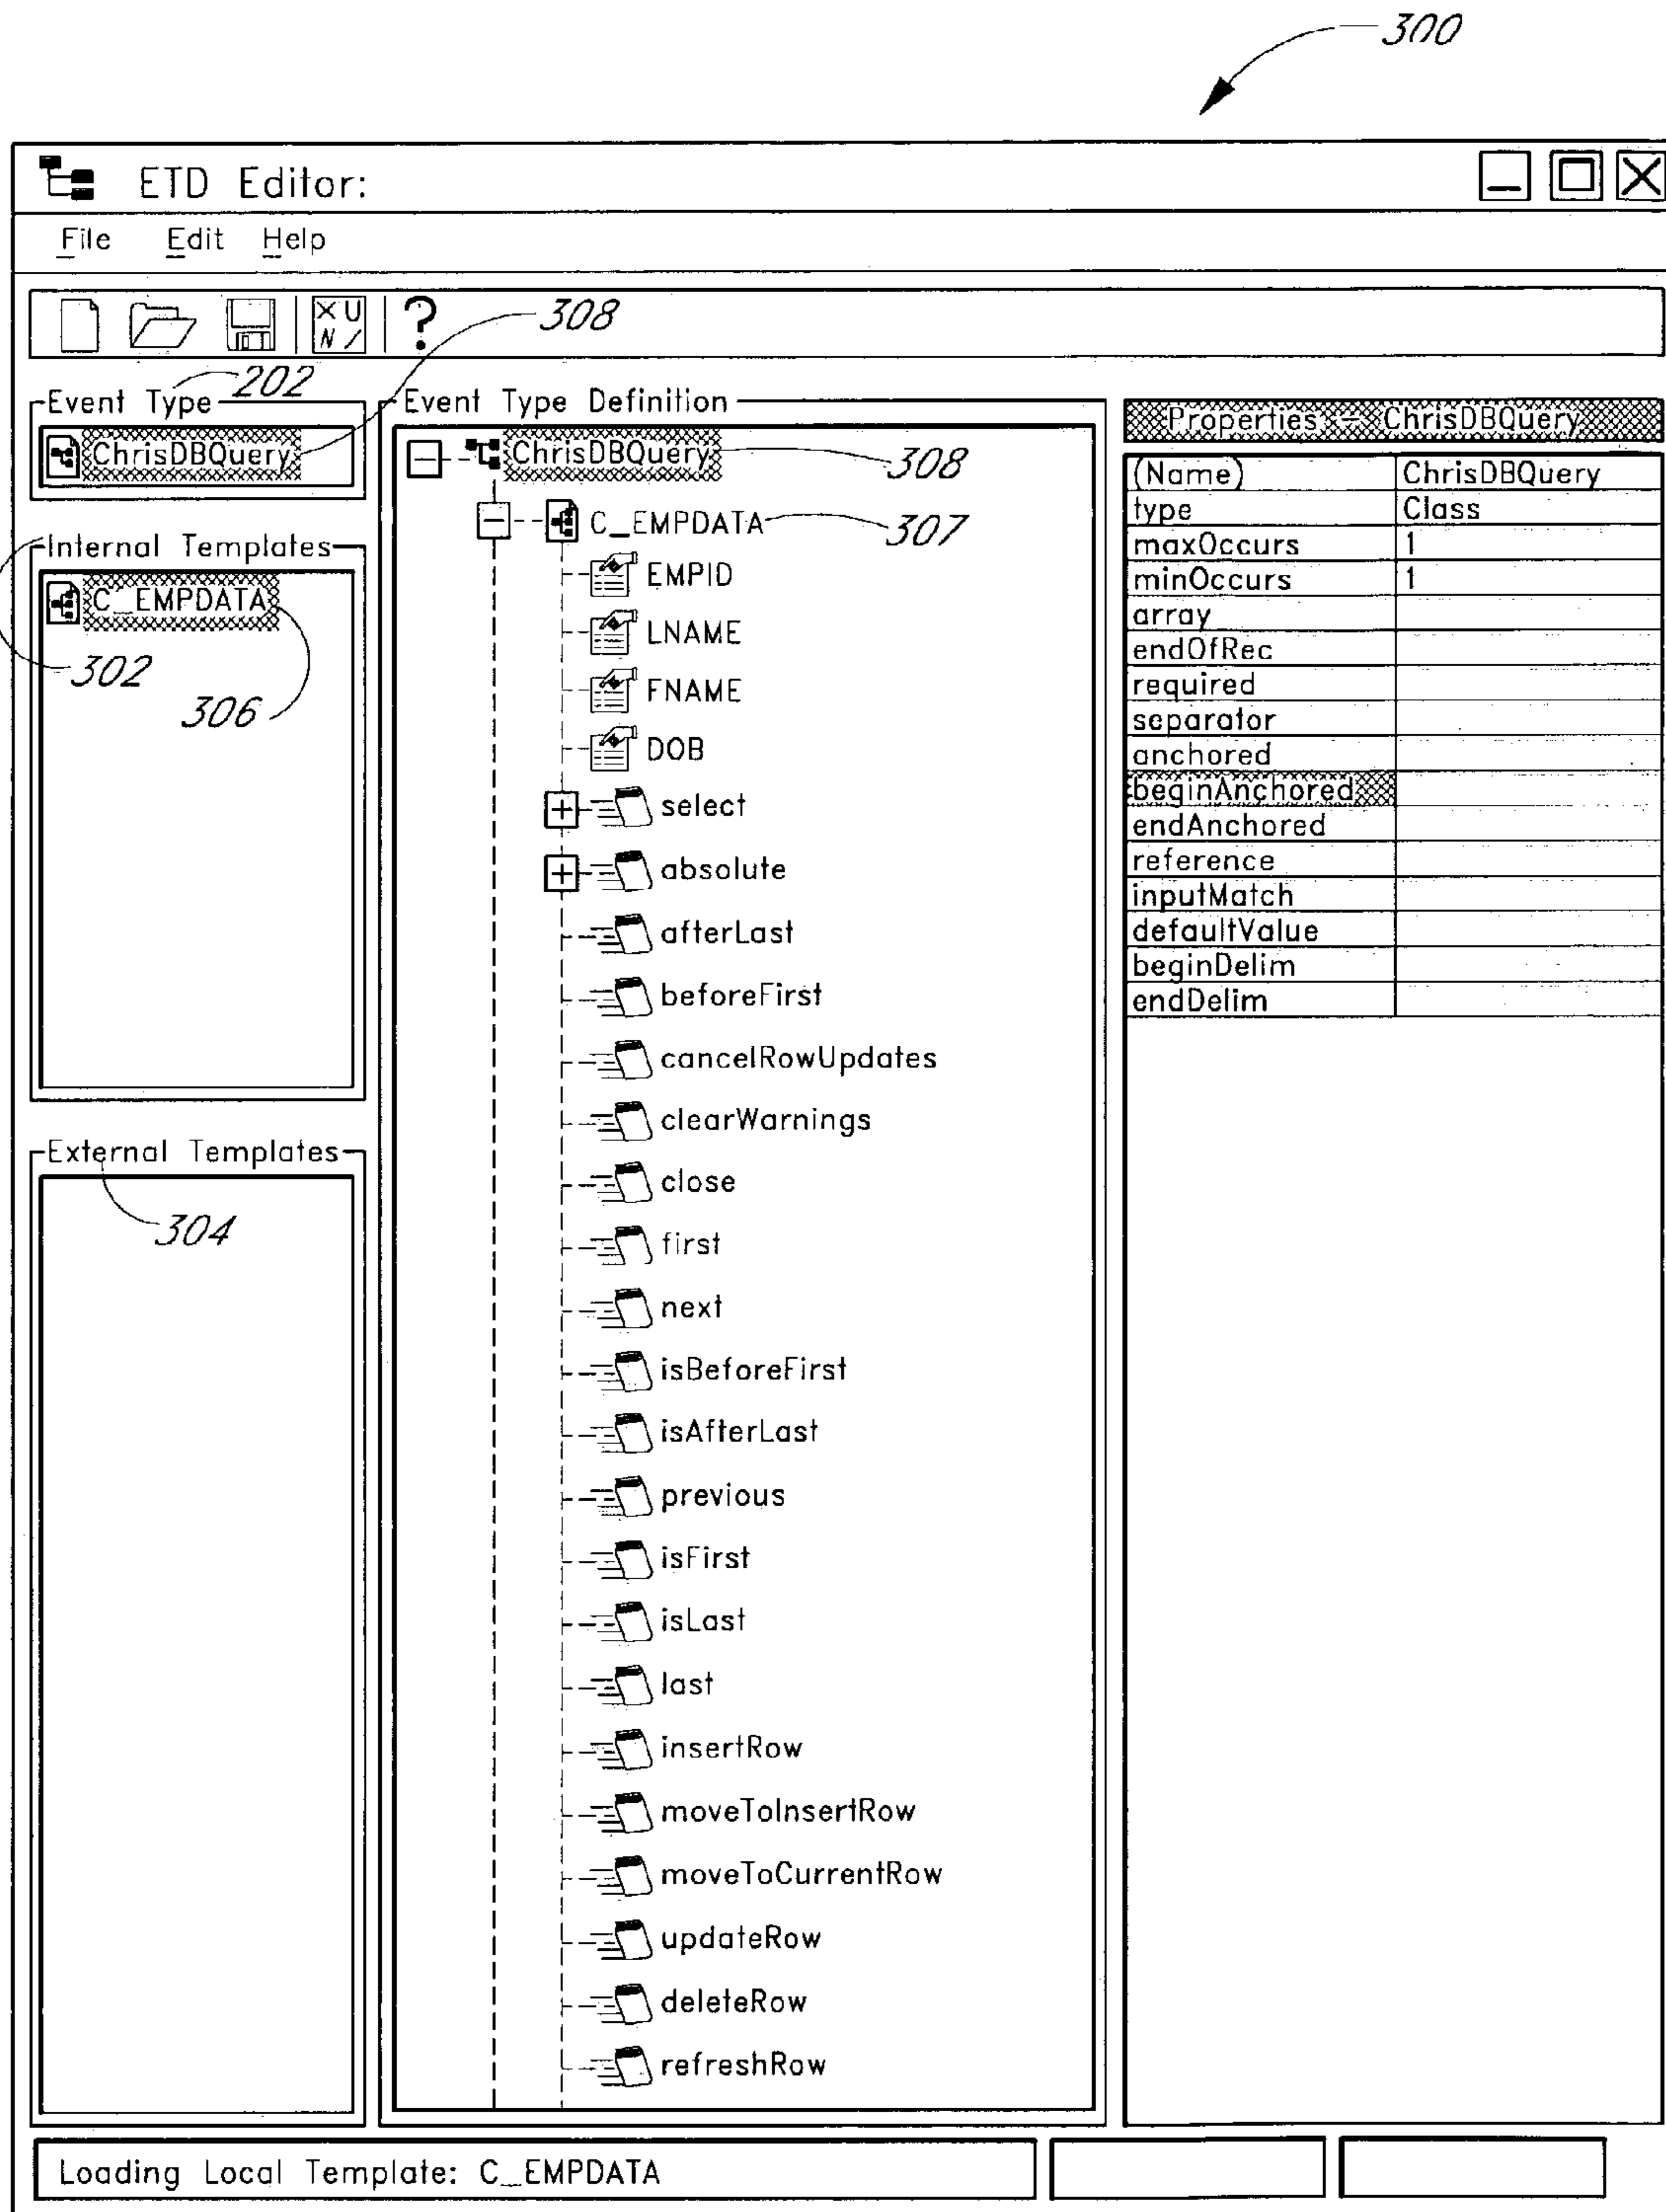 300
ETD Editor:
File Edit Help
XU
N/
?
308
Event Type
202
ChrisDBQuery
Internal Templates
C_EMPDATA
302
306
External Templates
304
Event Type Definition
ChrisDBQuery
308
C_EMPDATA
307
EMPID
LNAME
FNAME
DOB
select
absolute
afterLast
beforeFirst
cancelRowUpdates
clearWarnings
close
first
next
isBeforeFirst
isAfterLast
previous
isFirst
isLast
last
insertRow
moveToInsertRow
moveToCurrentRow
updateRow
deleteRow
refreshRow
Properties - ChrisDBQuery
(Name) ChrisDBQuery
type Class
maxOccurs 1
minOccurs 1
array
endOfRec
required
separator
anchored
beginAnchored
endAnchored
reference
inputMatch
defaultValue
beginDelim
endDelim
Loading Local Template: C_EMPDATA